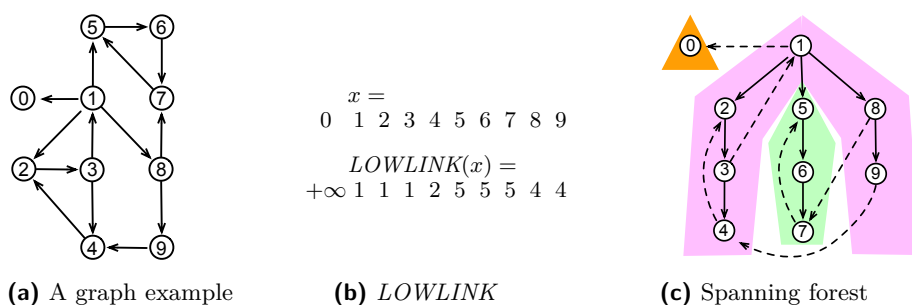 5 6
0 1 7
2 3 8
4 9
x =
0 1 2 3 4 5 6 7 8 9
LOWLINK(x) =
+∞ 1 1 1 2 5 5 5 4 4
0 1
2 5 8
3 6 9
4 7
(a) A graph example
(b) LOWLINK
(c) Spanning forest